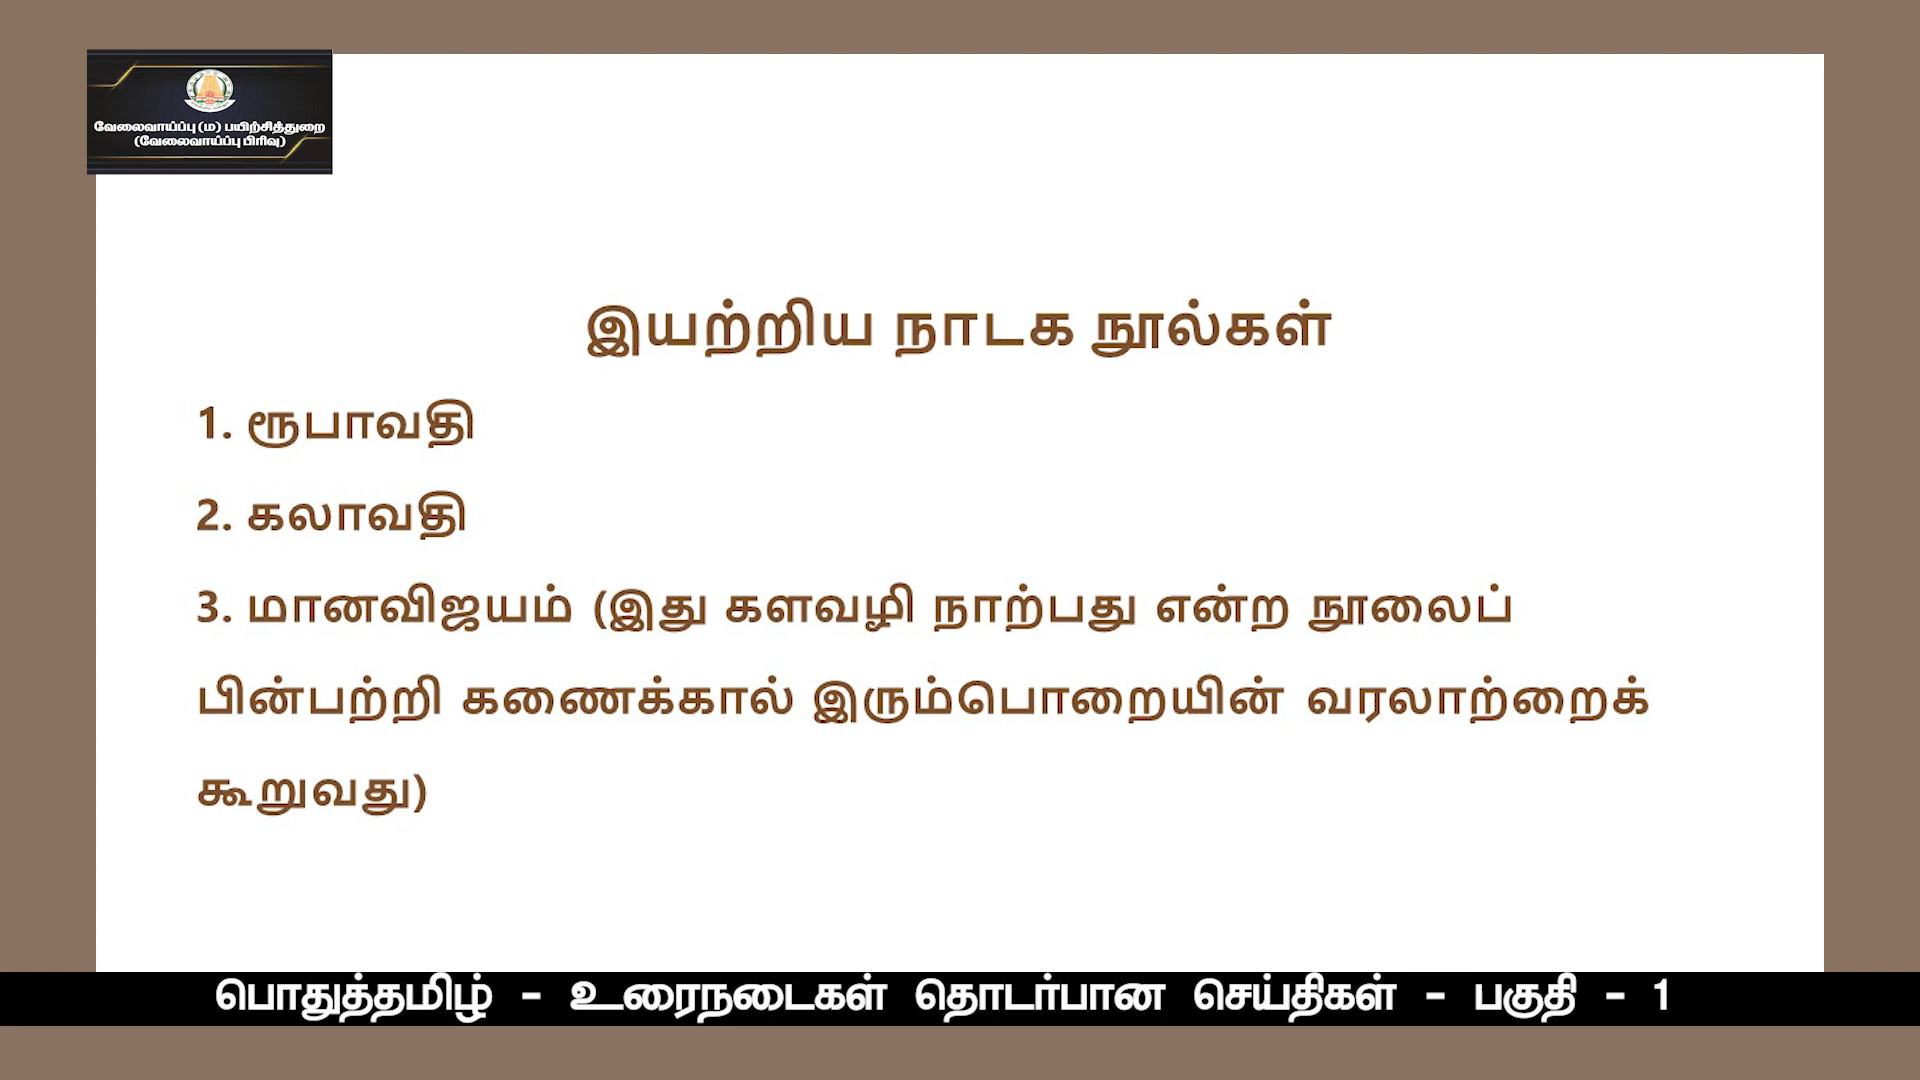 வேலைவாய்ப்பு (ம) பயிற்சித்துறை
(வேலைவாய்ப்பு பிரிவு)
இயற்றிய நாடக நூல்கள்
1. ரூபாவதி
2. கலாவதி
3. மானவிஜயம் (இது களவழி நாற்பது என்ற நூலைப்
பின்பற்றி கணைக்கால் இரும்பொறையின் வரலாற்றைக்
கூறுவது)
பொதுத்தமிழ் - உரைநடைகள் தொடர்பான செய்திகள் - பகுதி - 1